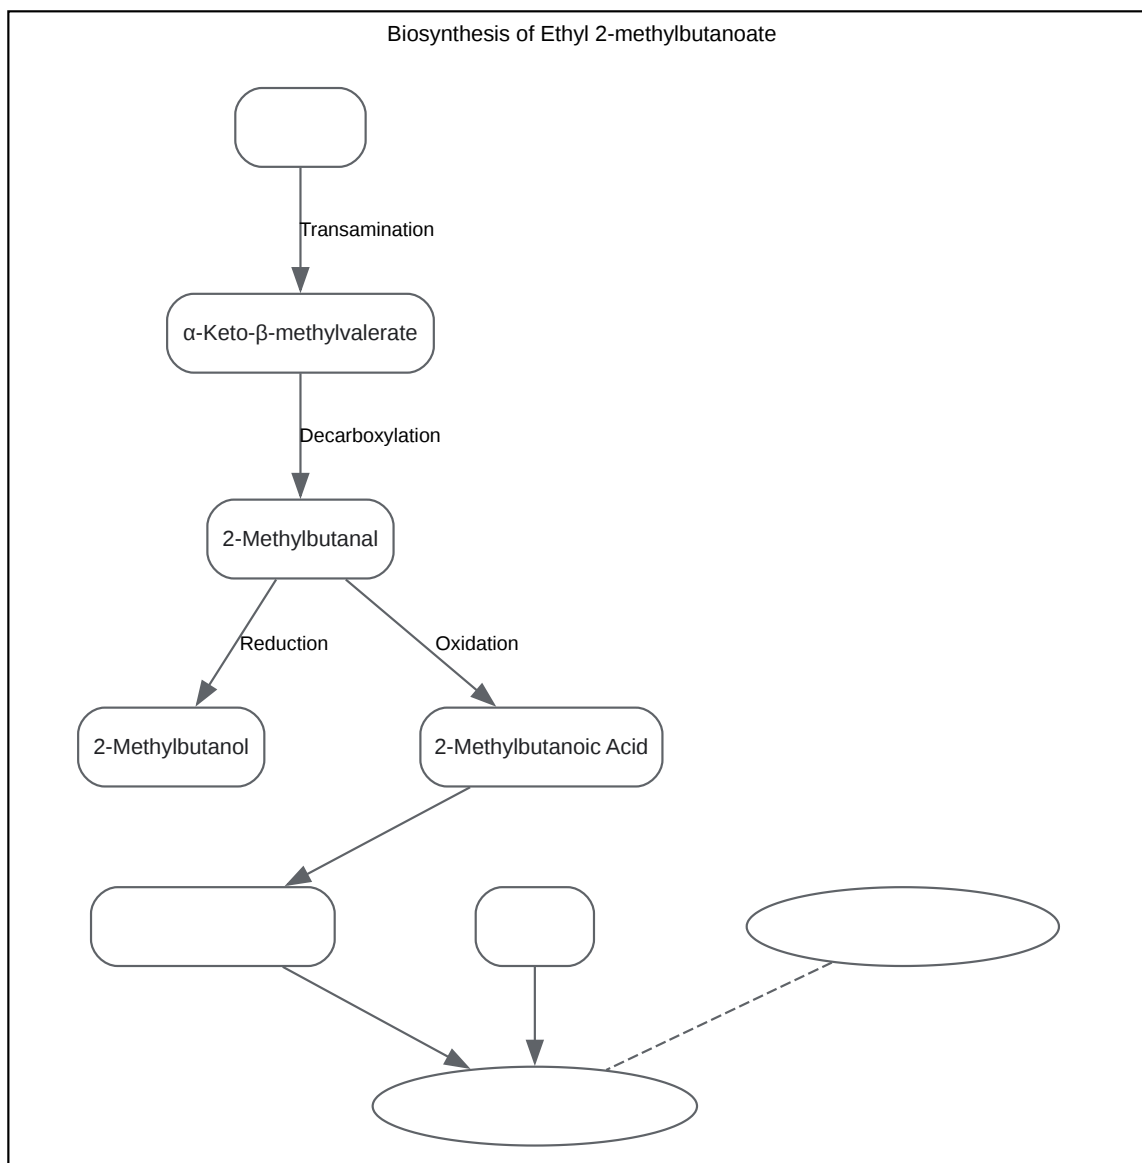 Biosynthesis of Ethyl 2-methylbutanoate
Transamination
α-Keto-β-methylvalerate
Decarboxylation
2-Methylbutanal
Reduction
Oxidation
2-Methylbutanol
2-Methylbutanoic Acid